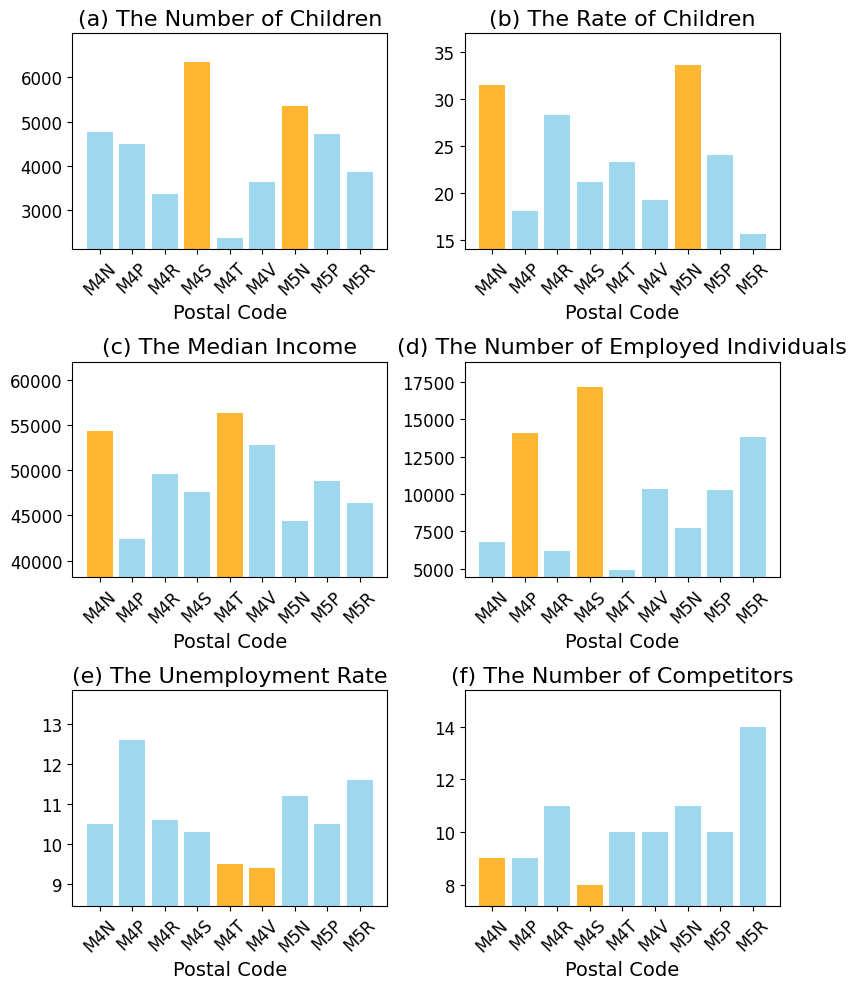 (a) The Number of Children
6000
5000
4000
3000
M4N M4P M4R M4S M4T M4V M5N M5P M5R
Postal Code
(b) The Rate of Children
35
30
25
20
15
M4N M4P M4R M4S M4T M4V M5N M5P M5R
Postal Code
(c) The Median Income
60000
55000
50000
45000
40000
M4N M4P M4R M4S M4T M4V M5N M5P M5R
Postal Code
(d) The Number of Employed Individuals
17500
15000
12500
10000
7500
5000
M4N M4P M4R M4S M4T M4V M5N M5P M5R
Postal Code
(e) The Unemployment Rate
13
12
11
10
9
M4N M4P M4R M4S M4T M4V M5N M5P M5R
Postal Code
(f) The Number of Competitors
14
12
10
8
M4N M4P M4R M4S M4T M4V M5N M5P M5R
Postal Code